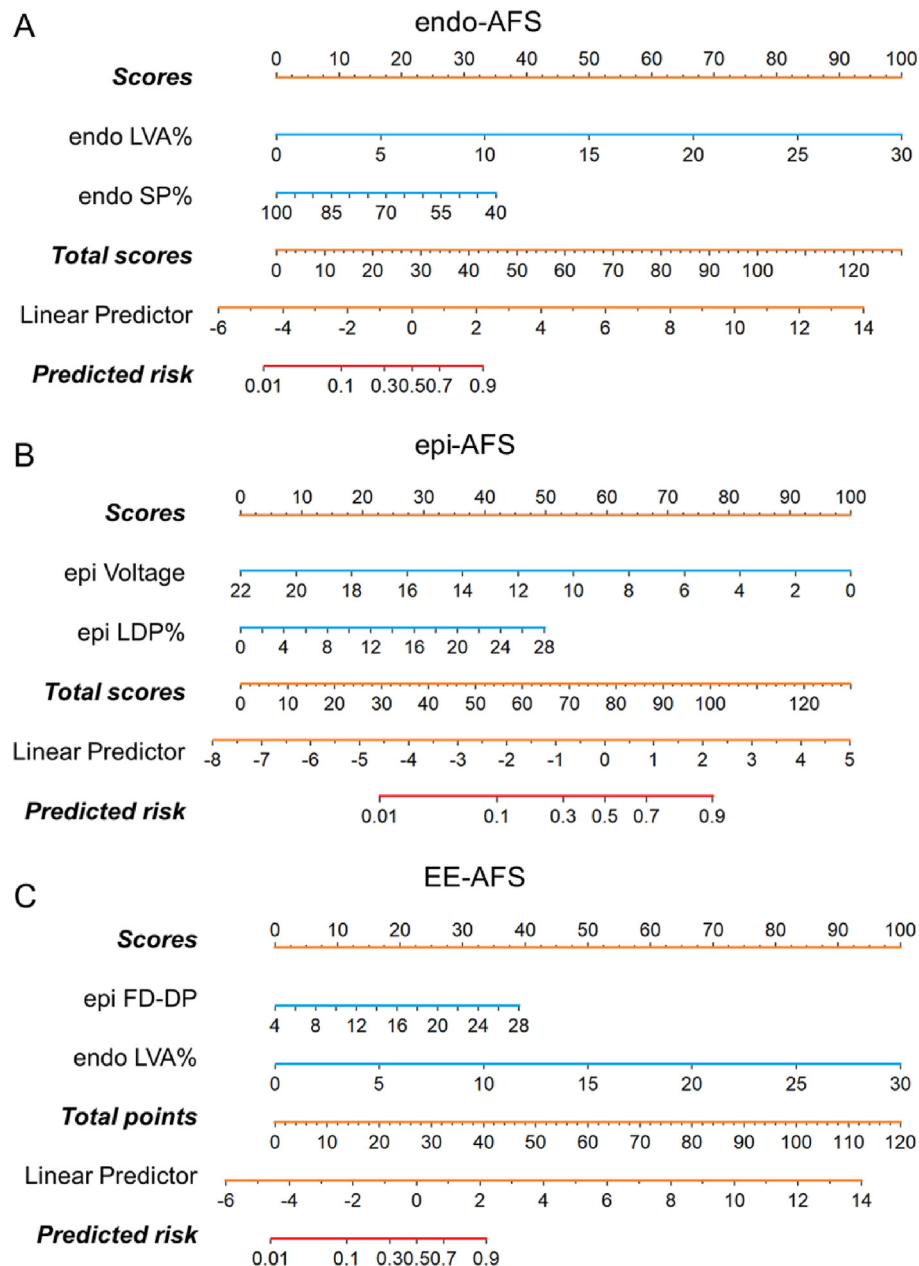 A
endo-AFS
0 10 20 30 40 50 60 70 80 90 100
Scores
endo LVA%
0 5 10 15 20 25 30
endo SP%
100 85 70 55 40
Total scores
0 10 20 30 40 50 60 70 80 90 100 120
Linear Predictor
-6 -4 -2 0 2 4 6 8 10 12 14
Predicted risk
0.01 0.1 0.30.50.7 0.9
B
epi-AFS
0 10 20 30 40 50 60 70 80 90 100
Scores
epi Voltage
22 20 18 16 14 12 10 8 6 4 2 0
epi LDP%
0 4 8 12 16 20 24 28
Total scores
0 10 20 30 40 50 60 70 80 90 100 120
Linear Predictor
-8 -7 -6 -5 -4 -3 -2 -1 0 1 2 3 4 5
Predicted risk
0.01 0.1 0.3 0.5 0.7 0.9
C
EE-AFS
0 10 20 30 40 50 60 70 80 90 100
Scores
epi FD-DP
4 8 12 16 20 24 28
endo LVA%
0 5 10 15 20 25 30
Total points
0 10 20 30 40 50 60 70 80 90 100 110 120
Linear Predictor
-6 -4 -2 0 2 4 6 8 10 12 14
Predicted risk
0.01 0.1 0.30.50.7 0.9